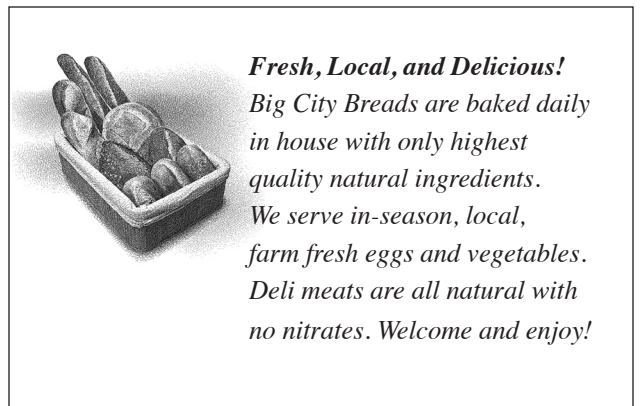 Fresh, Local, and Delicious!
Big City Breads are baked daily
in house with only highest
quality natural ingredients.
We serve in-season, local,
farm fresh eggs and vegetables.
Deli meats are all natural with
no nitrates. Welcome and enjoy!